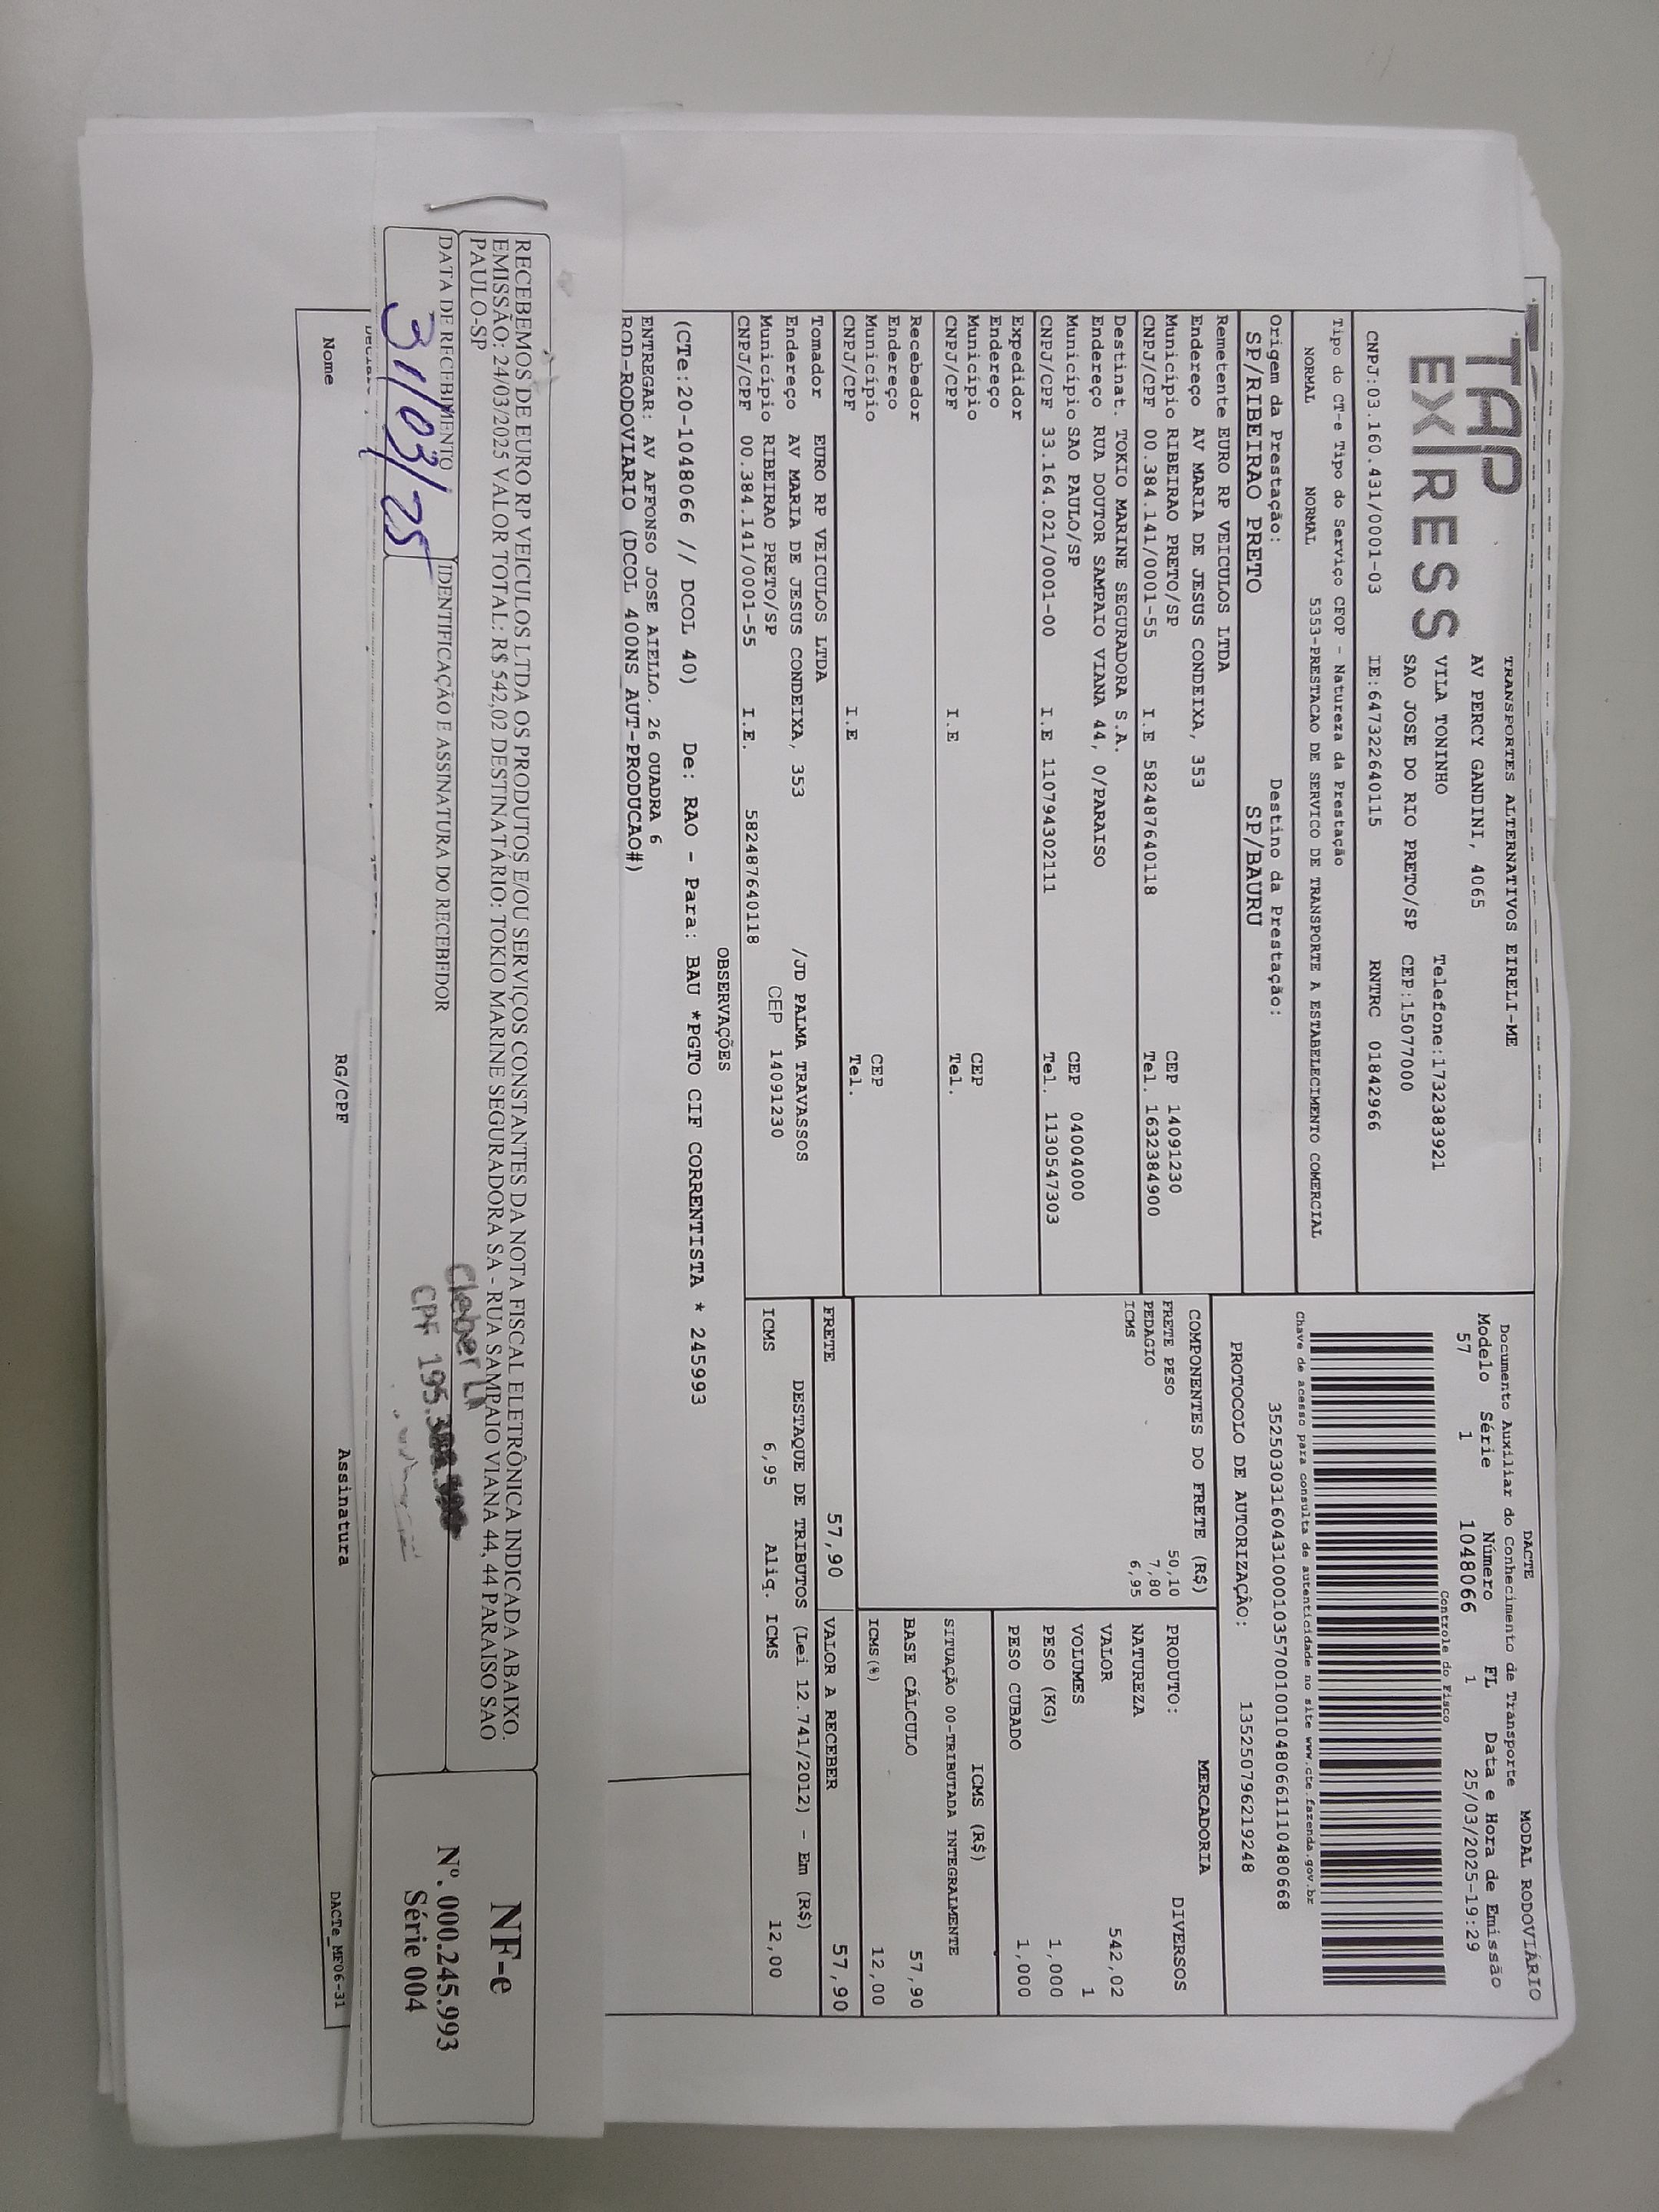 TAP
EXPRESS
TRANSPORTES ALTERNATIVOS EIRELI-ME
AV PERCY GANDINI, 4065
VILA TONINHO Telefone:1732383921
SAO JOSE DO RIO PRETO/SP CEP:15077000
CNPJ:03.160.431/0001-03 IE:647322640115 RNTRC 01842966
Tipo do CT-e Tipo do Serviço CFOP - Natureza da Prestação
NORMAL NORMAL 5353-PRESTACAO DE SERVICO DE TRANSPORTE A ESTABELECIMENTO COMERCIAL
Origem da Prestação: Destino da Prestação:
SP/RIBEIRAO PRETO SP/BAURU
Remetente EURO RP VEICULOS LTDA
Endereço AV MARIA DE JESUS CONDEIXA, 353
Município RIBEIRAO PRETO/SP CEP 14091230
CNPJ/CPF 00.384.141/0001-55 I.E 582487640118 Tel. 1632384900
Destinat. TOKIO MARINE SEGURADORA S.A.
Endereço RUA DOUTOR SAMPAIO VIANA 44, 0/PARAISO
Município SAO PAULO/SP CEP 04004000
CNPJ/CPF 33.164.021/0001-00 I.E 110794302111 Tel. 1130547303
Expedidor
Endereço
Município CEP
CNPJ/CPF I.E Tel.
Recebedor
Endereço
Município CEP
CNPJ/CPF I.E Tel.
Tomador EURO RP VEICULOS LTDA
Endereço AV MARIA DE JESUS CONDEIXA, 353 /JD PALMA TRAVASSOS
Município RIBEIRAO PRETO/SP CEP 14091230
CNPJ/CPF 00.384.141/0001-55 I.E. 582487640118
OBSERVAÇÕES
(CTe:20-1048066 // DCOL 40) De: RAO - Para: BAU *PGTO CIF CORRENTISTA * 245993
ENTREGAR: AV AFFONSO JOSE AIELLO. 26 QUADRA 6
ROD-RODOVIARIO (DCOL 400NS AUT-PRODUCAO#)
DACTE MODAL RODOVIÁRIO
Documento Auxiliar do Conhecimento de Transporte
Modelo Série Número FL Data e Hora de Emissão
57 1 1048066 1 25/03/2025-19:29
Controle do Fisco
Chave de acesso para consulta de autenticidade no site www.cte.fazenda.gov.br
35250303160431000103570010010480661110480668
PROTOCOLO DE AUTORIZAÇÃO: 135250796219248
COMPONENTES DO FRETE (R$)
FRETE PESO 50,10
PEDAGIO 7,80
ICMS 6,95
MERCADORIA
PRODUTO: DIVERSOS
NATUREZA
VALOR 542,02
VOLUMES 1
PESO (KG) 1,000
PESO CUBADO 1,000
ICMS (R$)
SITUAÇÃO 00-TRIBUTADA INTEGRALMENTE
BASE CÁLCULO 57,90
ICMS(%) 12,00
FRETE 57,90 VALOR A RECEBER 57,90
DESTAQUE DE TRIBUTOS (Lei 12.741/2012) - Em (R$)
ICMS 6,95 Aliq. ICMS 12,00
RECEBEMOS DE EURO RP VEICULOS LTDA OS PRODUTOS E/OU SERVIÇOS CONSTANTES DA NOTA FISCAL ELETRÔNICA INDICADA ABAIXO.
EMISSÃO: 24/03/2025 VALOR TOTAL: R$ 542,02 DESTINATÁRIO: TOKIO MARINE SEGURADORA SA - RUA SAMPAIO VIANA 44, 44 PARAISO SAO
PAULO-SP
DATA DE RECEBIMENTO IDENTIFICAÇÃO E ASSINATURA DO RECEBEDOR
31/03/25
Cleber
CPF 195.
NF-e
Nº. 000.245.993
Série 004
Nome RG/CPF Assinatura DACTe_MF06-31